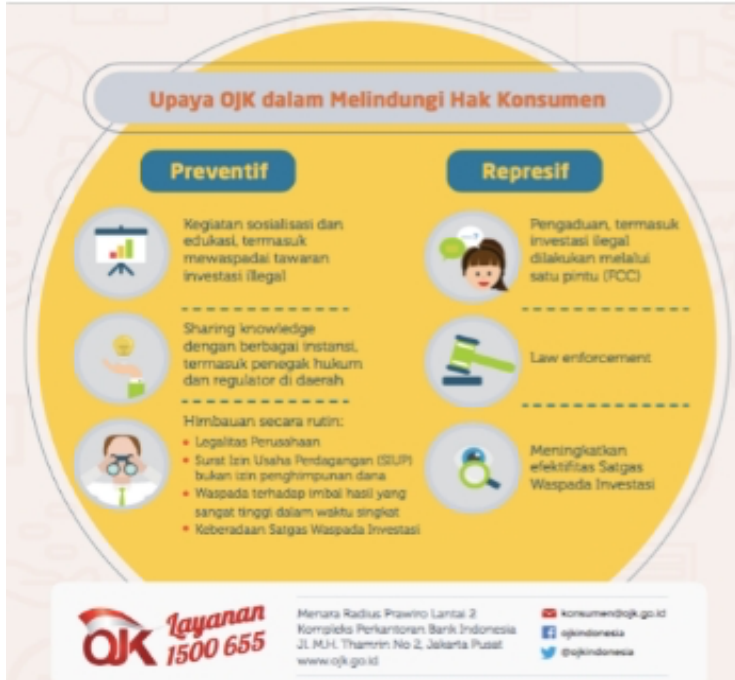 Upaya OJK dalam Melindungi Hak Konsumen
Preventif
Kegiatan sosialisasi dan
edukasi, termasuk
mewaspadai tawaran
investasi illegal
Sharing knowledge
dengan berbagai instansi,
termasuk penegak hukum
dan regulator di daerah
Himbauan secara rutin:
• Legalitas Perusahaan
• Surat Izin Usaha Perdagangan (SIUP)
bukan izin penghimpunan dana
• Waspada terhadap imbal hasil yang
sangat tinggi dalam waktu singkat
• Keberadaan Satgas Waspada Investasi
Represif
Pengaduan, termasuk
investasi ilegal
dilakukan melalui
satu pintu (FCC)
Law enforcement
Meningkatkan
efektifitas Satgas
Waspada Investasi
OJK
Layanan
1500 655
Menara Radius Prawiro Lantai 2
Kompleks Perkantoran Bank Indonesia
Jl. M.H. Thamrin No 2, Jakarta Pusat
www.ojk.go.id
konsumen@ojk.go.id
ojkindonesia
@ojkindonesia